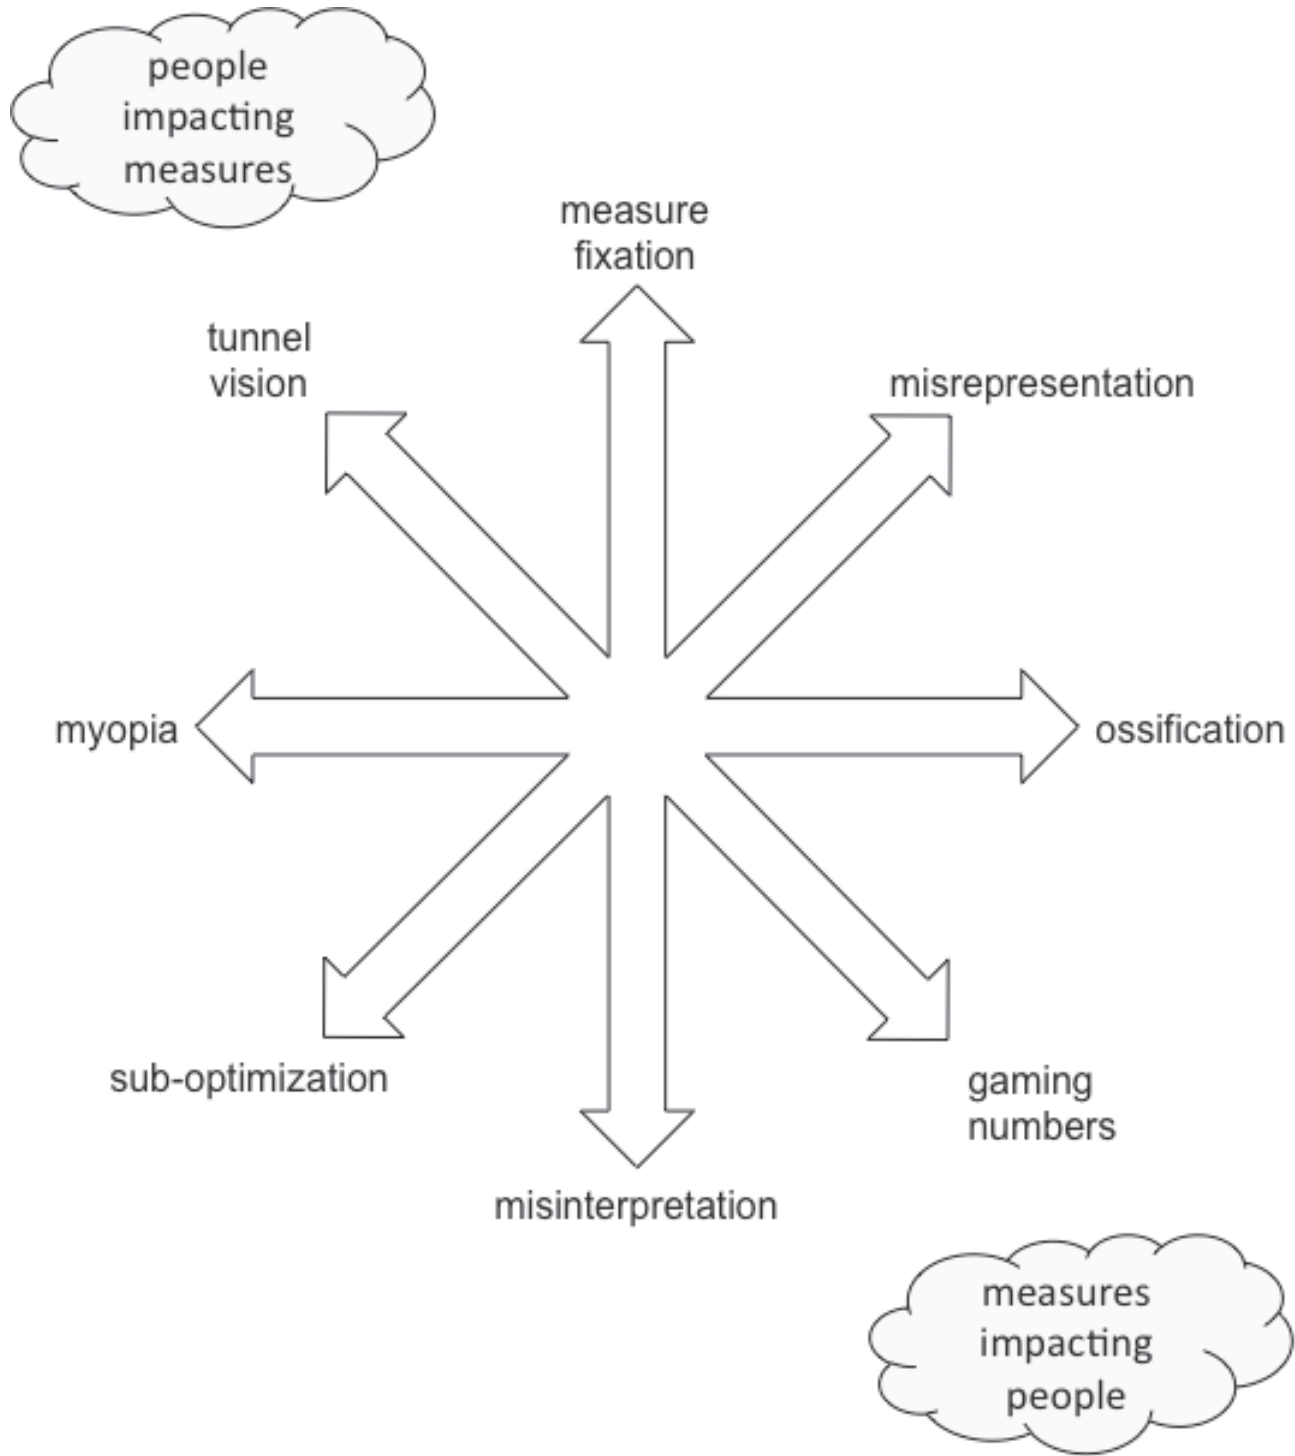 people
impacting
measures
measure
fixation
tunnel
vision
misrepresentation
myopia
ossification
sub-optimization
gaming
numbers
misinterpretation
measures
impacting
people